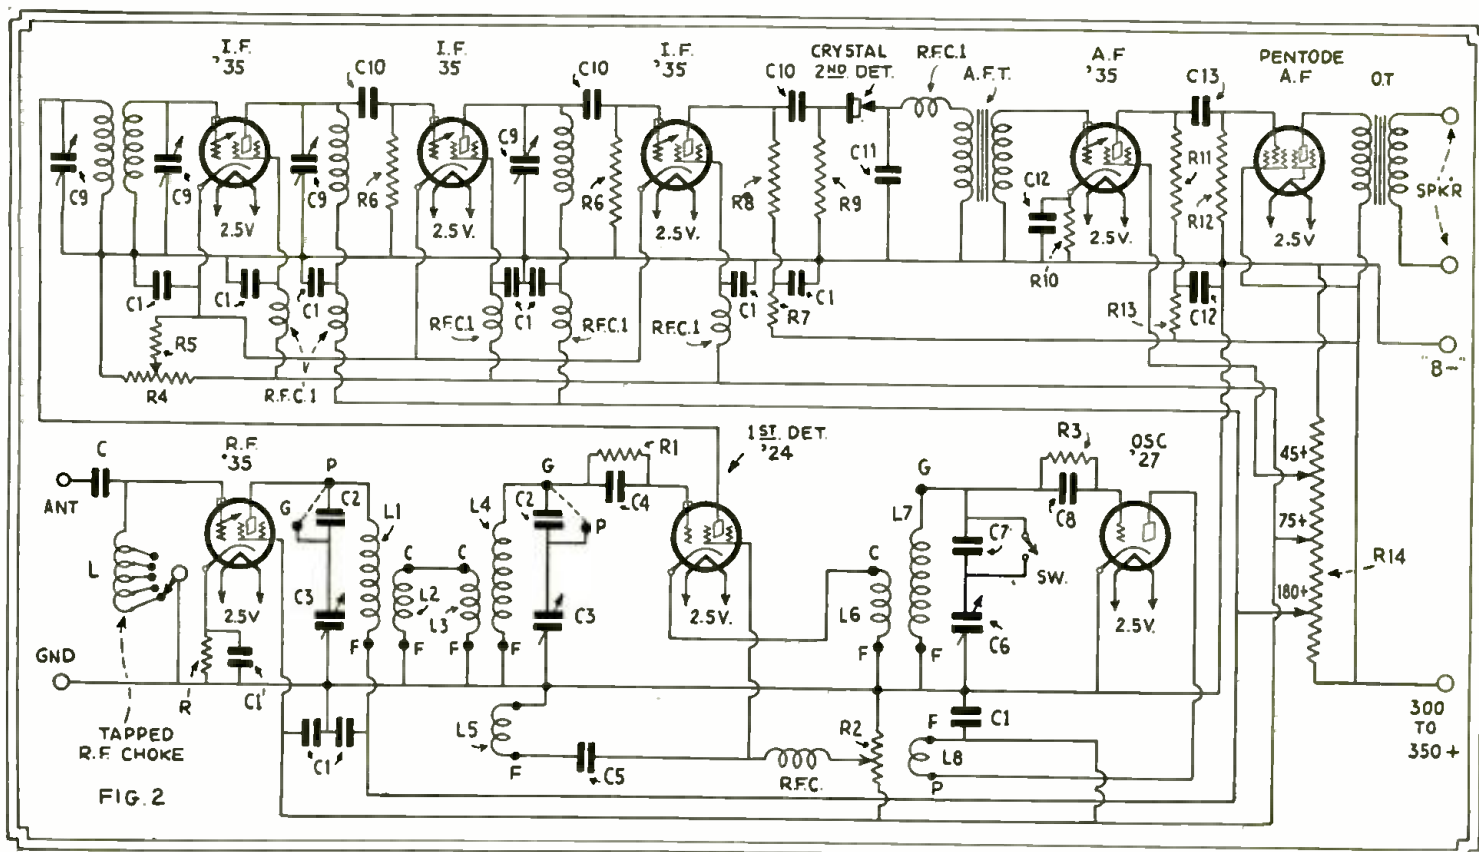 I.F.
'35
I.F.
35
I.F.
'35
CRYSTAL
2ND. DET.
R.F.C.1
A.F.T.
A.F
'35
PENTODE
A.F
O.T
C10
C10
C10
C13
C9
C9
C9
C9
R6
R6
R8
R9
C11
C12
R10
R11
R12
SPKR
2.5V
2.5V.
2.5V.
2.5V.
2.5V
C1
C1
C1
C1
C1
C1
R7
R13
C12
R5
R4
R.F.C.1
R.F.C.1
R.F.C.1
R.F.C.1
"B-"
C
ANT
R.F.
'35
P
G
C2
L1
L4
G
C2
P
R1
C4
1ST. DET.
'24
G
L7
R3
C8
OSC
'27
45+
75+
180+
R14
L
2.5V
C3
C
C
L2
L3
C3
2.5V.
C
L6
C7
SW.
C6
2.5V.
F
F
F
F
F
F
GND
R
C1
C1
TAPPED
R.F. CHOKE
L5
F
C5
R.F.C.
R2
C1
F
L8
P
300
TO
350+
FIG. 2